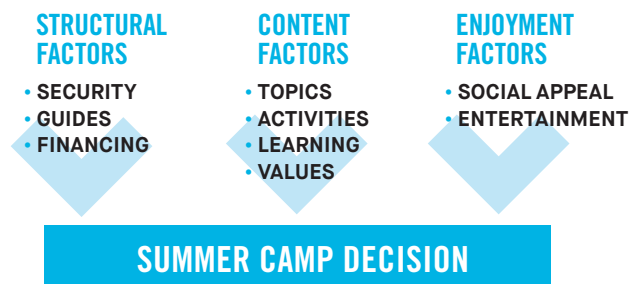 STRUCTURAL
FACTORS
• SECURITY
• GUIDES
• FINANCING
CONTENT
FACTORS
• TOPICS
• ACTIVITIES
• LEARNING
• VALUES
ENJOYMENT
FACTORS
• SOCIAL APPEAL
• ENTERTAINMENT
SUMMER CAMP DECISION